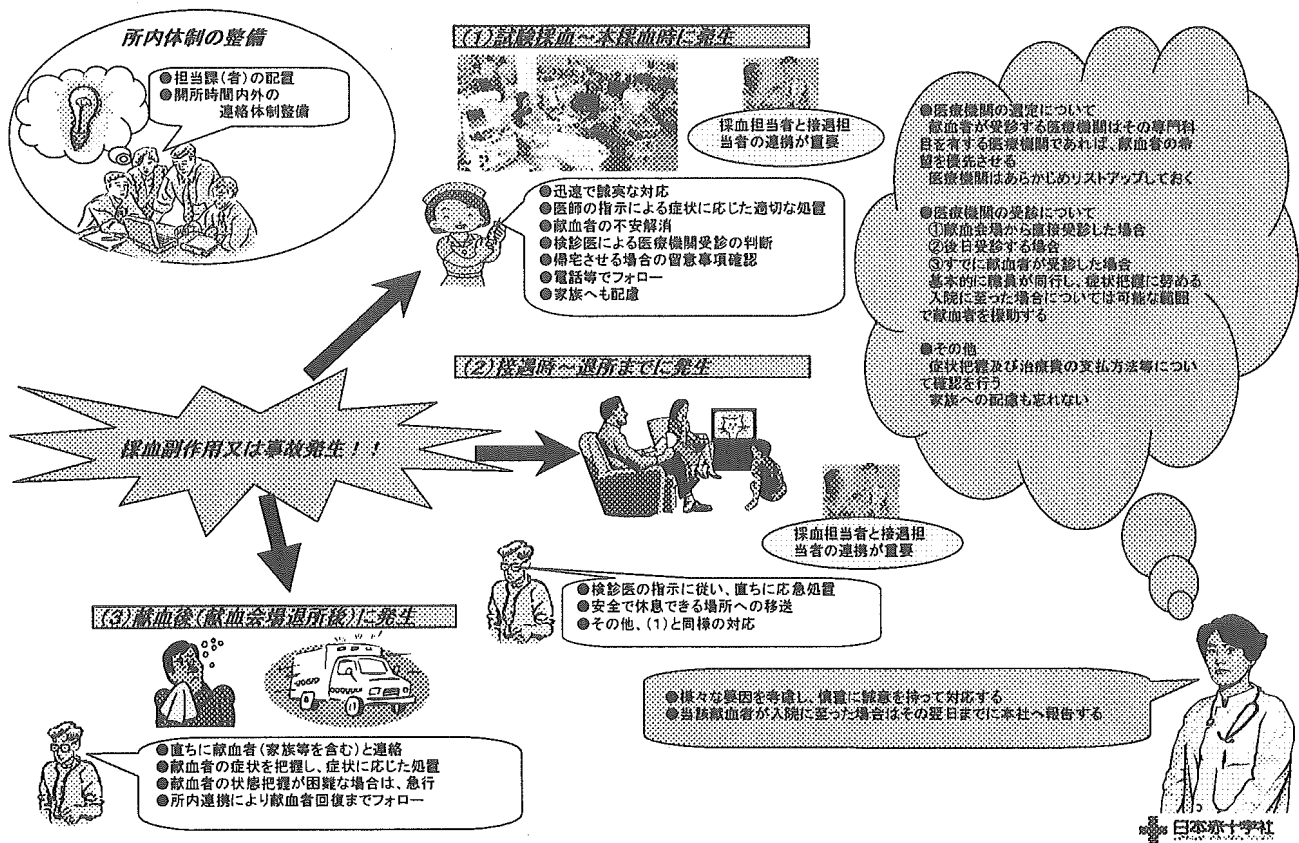 所内体制の整備
●担当課(者)の配置
●開所時間内外の
連絡体制整備
(1)試験採血～本採血時に発生
採血担当者と接遇担
当者の連携が重要
●迅速で誠実な対応
●医師の指示による症状に応じた適切な処置
●献血者の不安解消
●検診医による医療機関受診の判断
●帰宅させる場合の留意事項確認
●電話等でフォロー
●家族へも配慮
●医療機関の選定について
献血者が受診する医療機関はその専門科
目を有する医療機関であれば、献血者の希
望を優先させる
医療機関はあらかじめリストアップしておく
●医療機関の受診について
①献血会場から直接受診した場合
②後日受診する場合
③すでに献血者が受診した場合
基本的に職員が同行し、症状把握に努める
入院に至った場合については可能な範囲
で献血者を援助する
●その他
症状把握及び治療費の支払方法等につい
て確認を行う
家族への配慮も忘れない
採血副作用又は事故発生！！
(2)接遇時～退所までに発生
採血担当者と接遇担
当者の連携が重要
●検診医の指示に従い、直ちに応急処置
●安全で休息できる場所への移送
●その他、(1)と同様の対応
(3)献血後(献血会場退所後)に発生
●直ちに献血者(家族等を含む)と連絡
●献血者の症状を把握し、症状に応じた処置
●献血者の状態把握が困難な場合は、急行
●所内連携により献血者回復までフォロー
●様々な要因を考慮し、慎重に誠意を持って対応する
●当該献血者が入院に至った場合はその翌日までに本社へ報告する
日本赤十字社